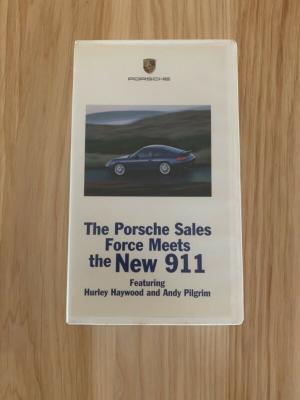 PORSCHE
The Porsche Sales
Force Meets
the New 911
Featuring
Hurley Haywood and Andy Pilgrim